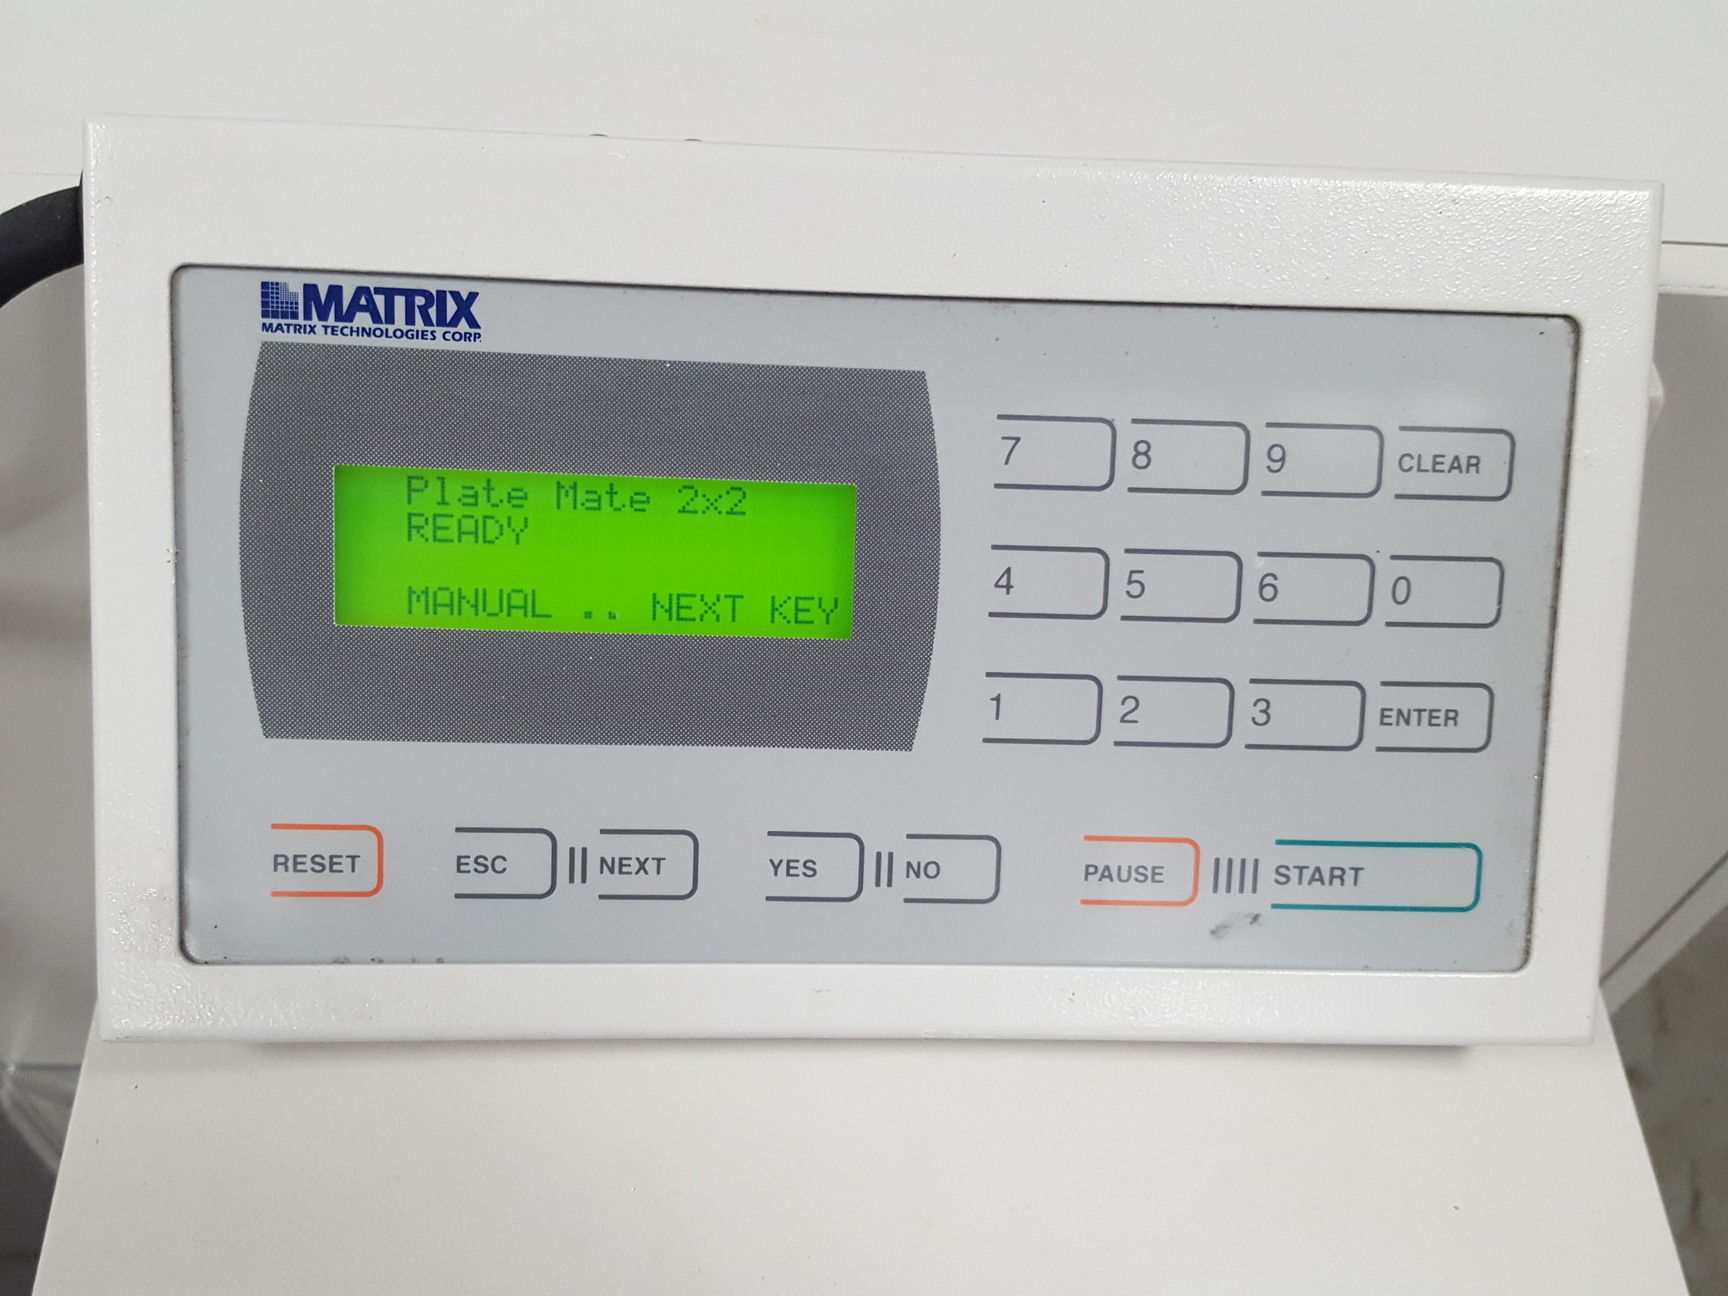 MATRIX
MATRIX TECHNOLOGIES CORP.
Plate Mate 2x2
READY
MANUAL .. NEXT KEY
7 8 9 CLEAR
4 5 6 0
1 2 3 ENTER
RESET ESC NEXT YES NO PAUSE START